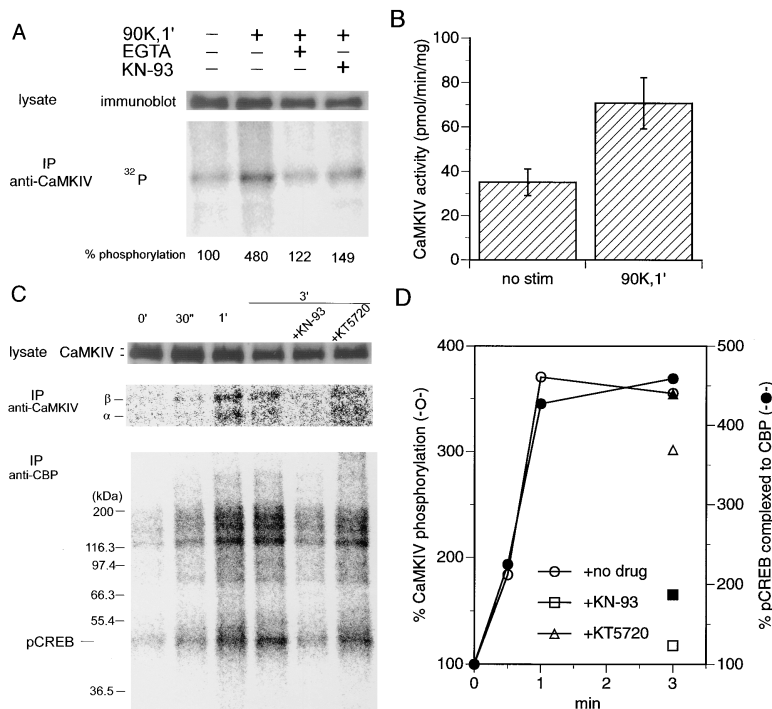 A
90K,1' – + + +
EGTA – – + –
KN-93 – – – +
lysate immunoblot
IP
anti-CaMKIV
32P
% phosphorylation 100 480 122 149
B
CaMKIV activity (pmol/min/mg)
100
80
60
40
20
0
no stim 90K,1'
C
3'
0' 30" 1' +KN-93 +KT5720
lysate CaMKIV
IP
anti-CaMKIV
β
α
IP
anti-CBP
(kDa)
200
116.3
97.4
66.3
55.4
pCREB
36.5
D
% CaMKIV phosphorylation (-O-)
400
300
200
100
% pCREB complexed to CBP (-●-)
500
400
300
200
100
+no drug
+KN-93
+KT5720
0 1 2 3
min